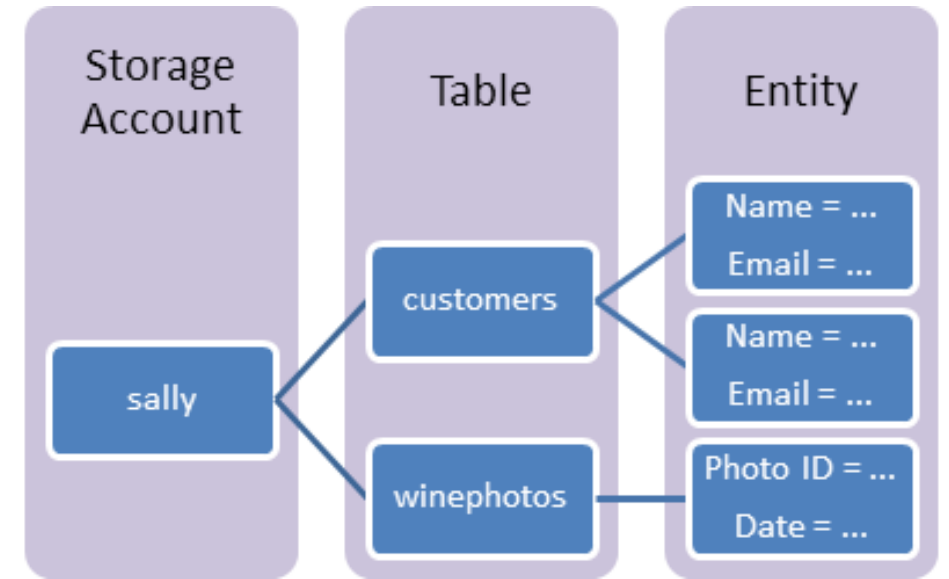 Storage
Account
Table
Entity
sally
customers
winephotos
Name = ...
Email = ...
Name = ...
Email = ...
Photo ID = ...
Date = ...